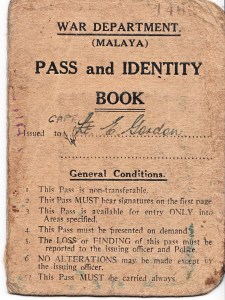 WAR DEPARTMENT.
(MALAYA)
PASS and IDENTITY
BOOK
CAPT
Issued to Lt. E Gordon
General Conditions.
1 This Pass is non-transferable.
2 This Pass MUST bear signatures on the first page
3 This Pass is available for entry ONLY into
Areas specified.
4 This Pass must be presented on demand
5 The LOSS or FINDING of this pass must be
reported to the issuing officer and Police.
6 NO ALTERATIONS may be made except by
the issuing officer.
7 This Pass MUST be carried always.